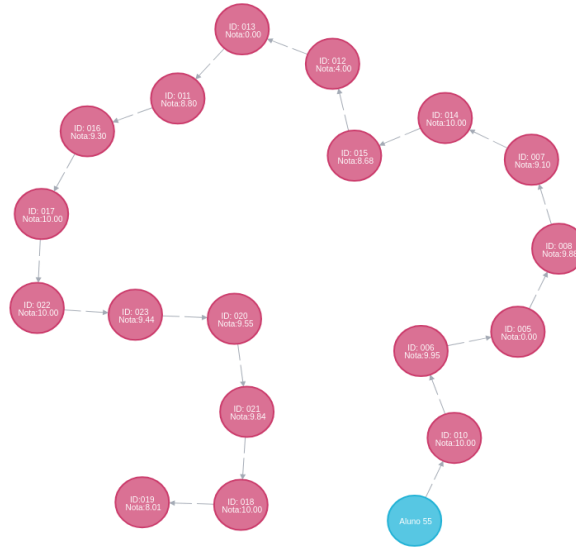 ID: 013
Nota:0.00
ID: 012
Nota:4.00
ID: 011
Nota:8.80
ID: 016
Nota:9.30
ID: 014
Nota:10.00
ID: 015
Nota:8.68
ID: 007
Nota:9.10
ID: 017
Nota:10.00
ID: 008
Nota:9.88
ID: 022
Nota:10.00
ID: 023
Nota:9.44
ID: 020
Nota:9.55
ID: 005
Nota:0.00
ID: 006
Nota:9.95
ID: 021
Nota:9.84
ID: 010
Nota:10.00
ID:019
Nota:8.01
ID: 018
Nota:10.00
Aluno 55